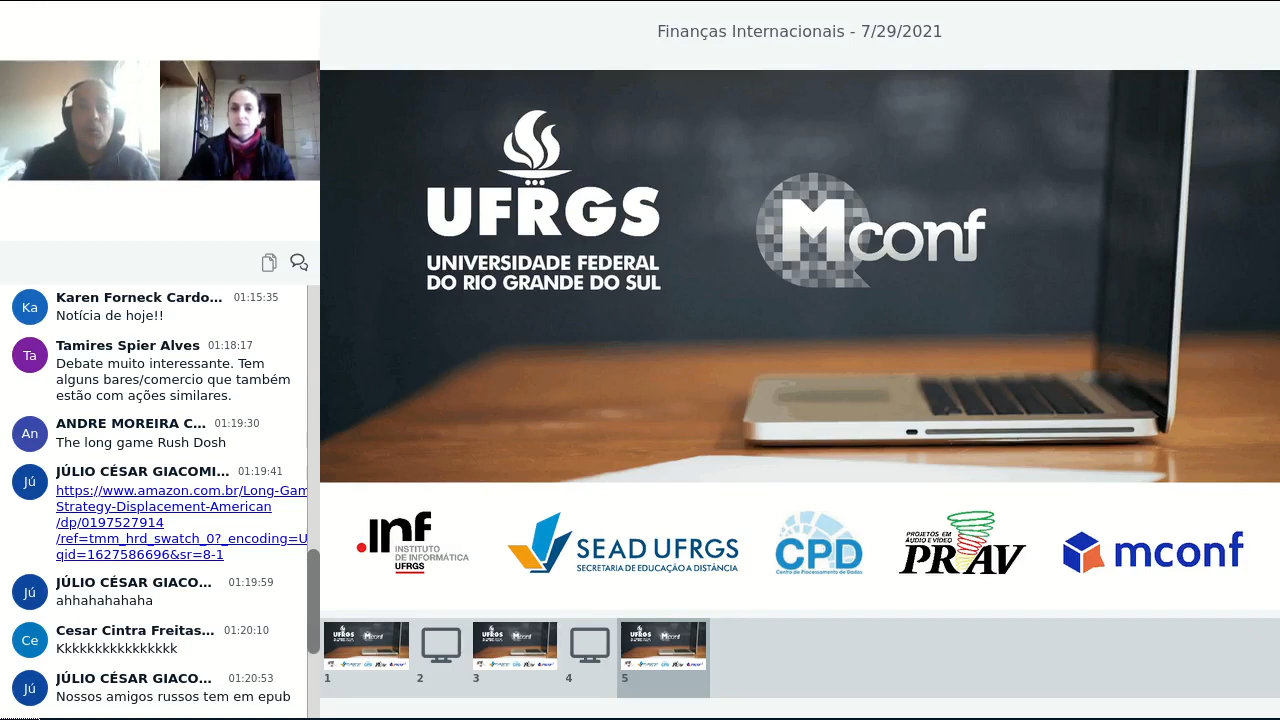 Finanças Internacionais - 7/29/2021
Ka
Karen Forneck Cardo... 01:15:35
Notícia de hoje!!
Ta
Tamires Spier Alves 01:18:17
Debate muito interessante. Tem
alguns bares/comercio que também
estão com ações similares.
An
ANDRE MOREIRA C... 01:19:30
The long game Rush Dosh
Jú
JÚLIO CÉSAR GIACOMI... 01:19:41
https://www.amazon.com.br/Long-Gam
Strategy-Displacement-American
/dp/0197527914
/ref=tmm_hrd_swatch_0?_encoding=U
qid=1627586696&sr=8-1
Jú
JÚLIO CÉSAR GIACO... 01:19:59
ahhahahahaha
Ce
Cesar Cintra Freitas... 01:20:10
Kkkkkkkkkkkkkkkk
Jú
JÚLIO CÉSAR GIACO... 01:20:53
Nossos amigos russos tem em epub
UFRGS
UNIVERSIDADE FEDERAL
DO RIO GRANDE DO SUL
Mconf
.inf
INSTITUTO
DE INFORMÁTICA
UFRGS
SEAD UFRGS
SECRETARIA DE EDUCAÇÃO A DISTÂNCIA
CPD
Centro de Processamento de Dados
PROJETOS EM
ÁUDIO E VÍDEO
PRAV
mconf
1
2
3
4
5